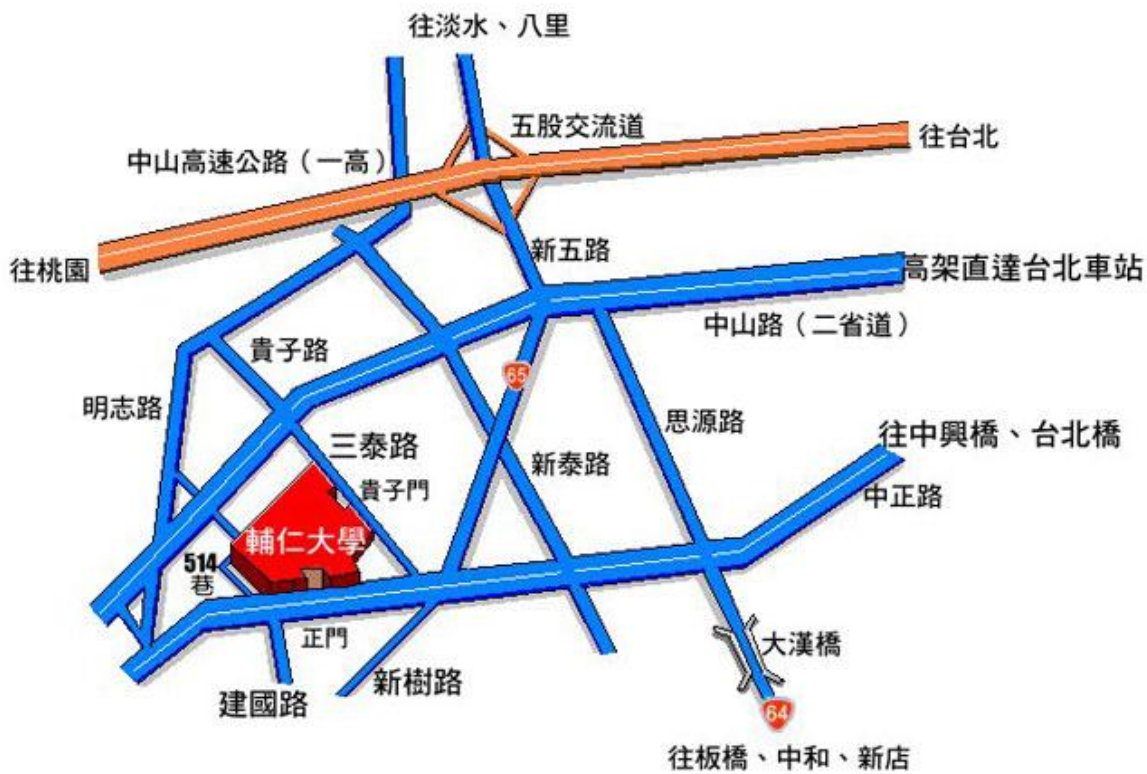 往淡水、八里
五股交流道
往台北
中山高速公路（一高）
往桃園
新五路
高架直達台北車站
中山路（二省道）
貴子路
65
明志路
思源路
往中興橋、台北橋
三泰路
新泰路
貴子門
中正路
輔仁大學
514
巷
正門
大漢橋
新樹路
建國路
64
往板橋、中和、新店